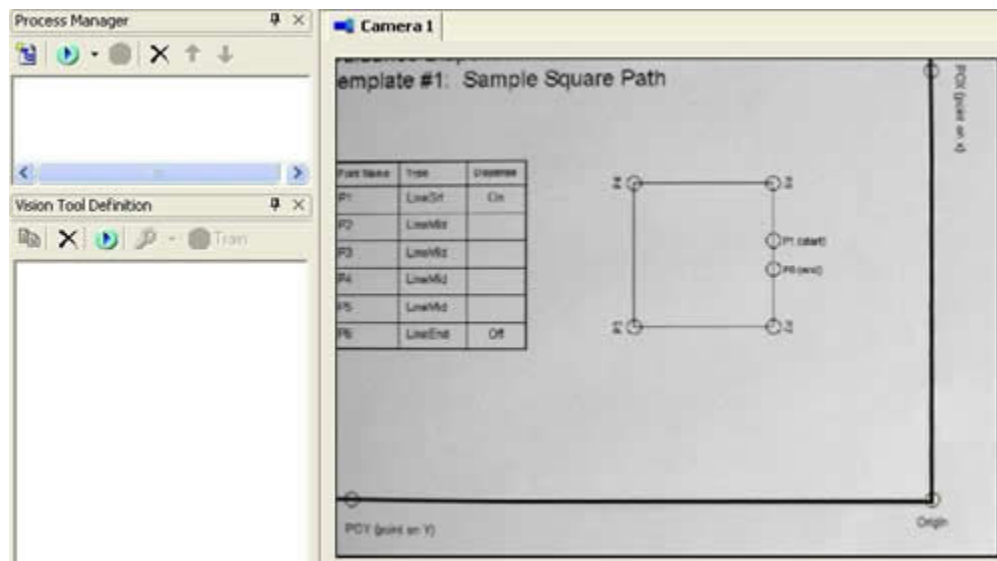 Process Manager
Camera 1
emplate #1: Sample Square Path
POX (point on x)
Point Name Type Dispense
P1 LineSrt On
P2 LineMid
P3 LineMid
P4 LineMid
P5 LineMid
P6 LineEnd Off
P1 (start)
P6 (end)
Vision Tool Definition
Train
POY (point on Y)
Origin